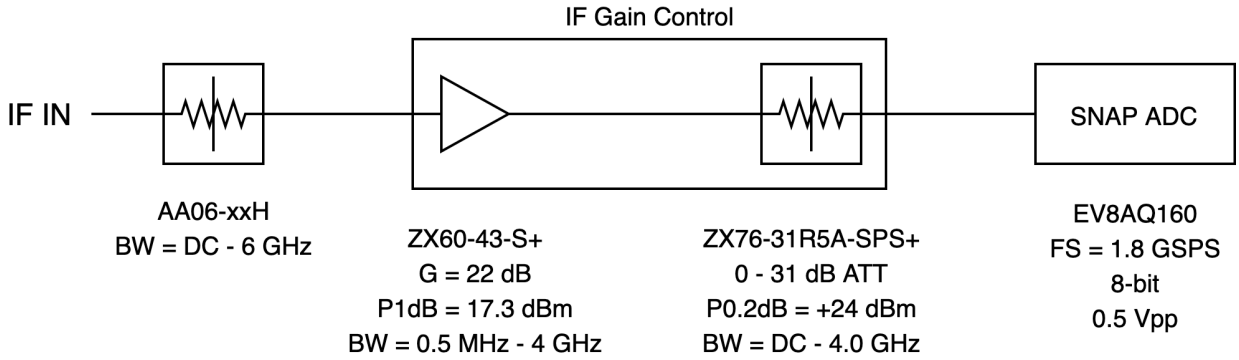 IF Gain Control
IF IN
SNAP ADC
AA06-xxH
BW = DC - 6 GHz
ZX60-43-S+
G = 22 dB
P1dB = 17.3 dBm
BW = 0.5 MHz - 4 GHz
ZX76-31R5A-SPS+
0 - 31 dB ATT
P0.2dB = +24 dBm
BW = DC - 4.0 GHz
EV8AQ160
FS = 1.8 GSPS
8-bit
0.5 Vpp